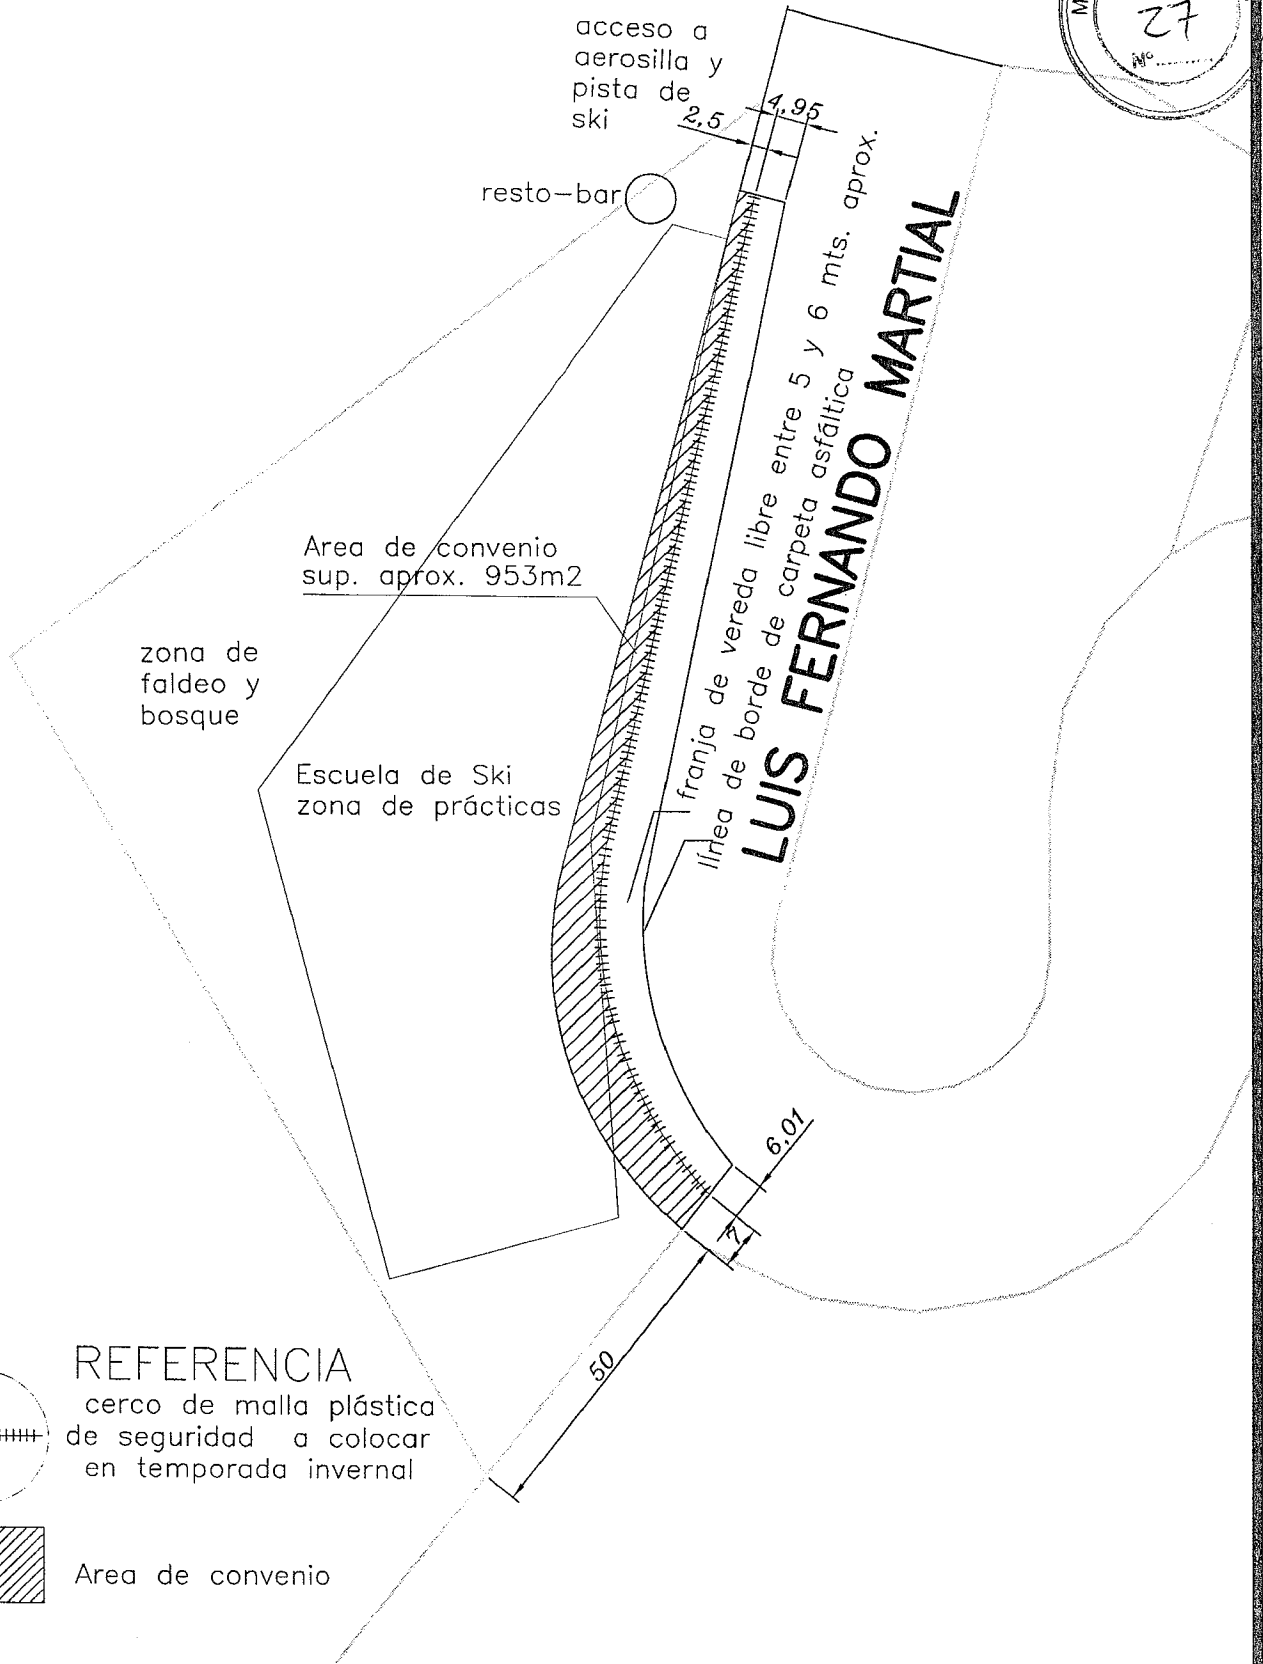 acceso a
aerosilla y
pista de
ski
27
Nº
M
2,5
4,95
resto-bar
franja de vereda libre entre 5 y 6 mts. aprox.
línea de borde de carpeta asfáltica
LUIS FERNANDO MARTIAL
Area de convenio
sup. aprox. 953m2
zona de
faldeo y
bosque
Escuela de Ski
zona de prácticas
6,01
7
50
REFERENCIA
cerco de malla plástica
de seguridad a colocar
en temporada invernal
Area de convenio